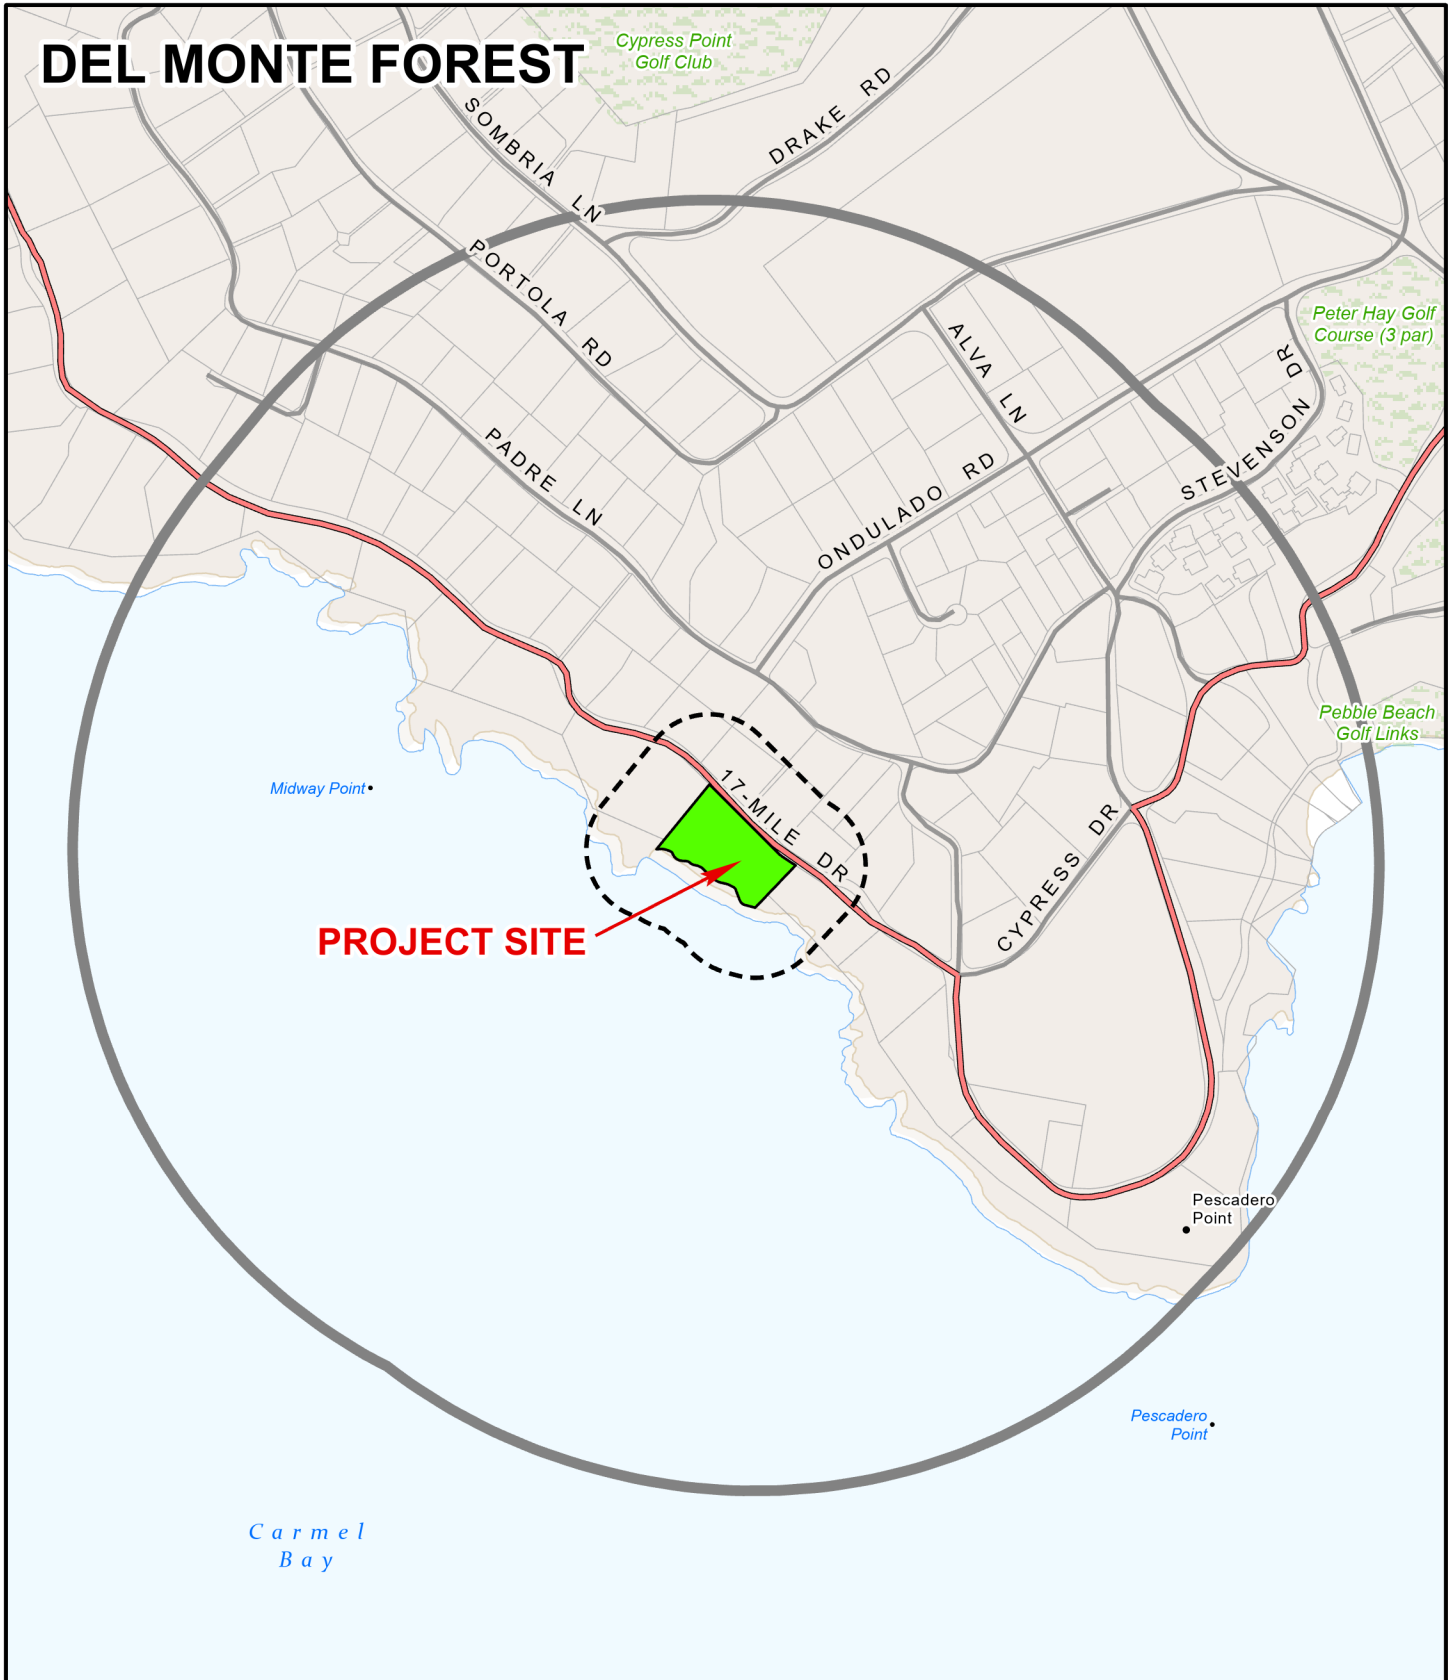 DEL MONTE FOREST
Cypress Point
Golf Club
SOMBRIA LN
DRAKE RD
PORTOLA RD
ALVA LN
Peter Hay Golf
Course (3 par)
STEVENSON DR
PADRE LN
ONDULADO RD
Pebble Beach
Golf Links
Midway Point
17-MILE DR
CYPRESS DR
PROJECT SITE
Pescadero
Point
Pescadero
Point
Carmel
Bay